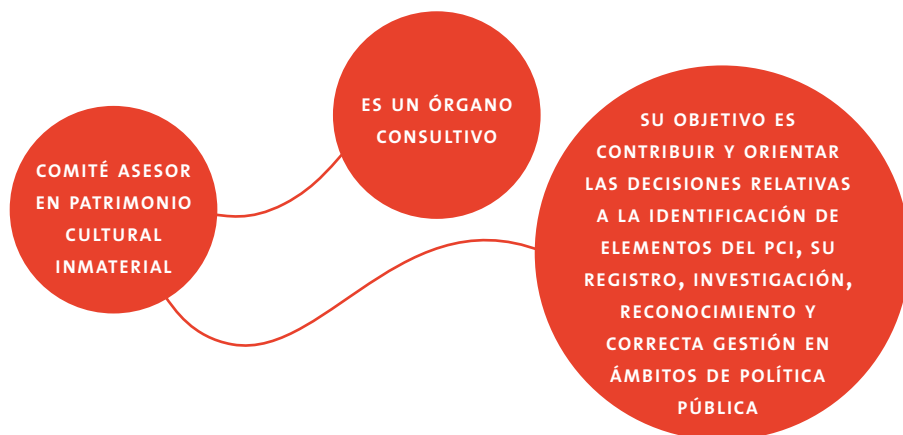 COMITÉ ASESOR
EN PATRIMONIO
CULTURAL
INMATERIAL
ES UN ÓRGANO
CONSULTIVO
SU OBJETIVO ES
CONTRIBUIR Y ORIENTAR
LAS DECISIONES RELATIVAS
A LA IDENTIFICACIÓN DE
ELEMENTOS DEL PCI, SU
REGISTRO, INVESTIGACIÓN,
RECONOCIMIENTO Y
CORRECTA GESTIÓN EN
ÁMBITOS DE POLÍTICA
PÚBLICA